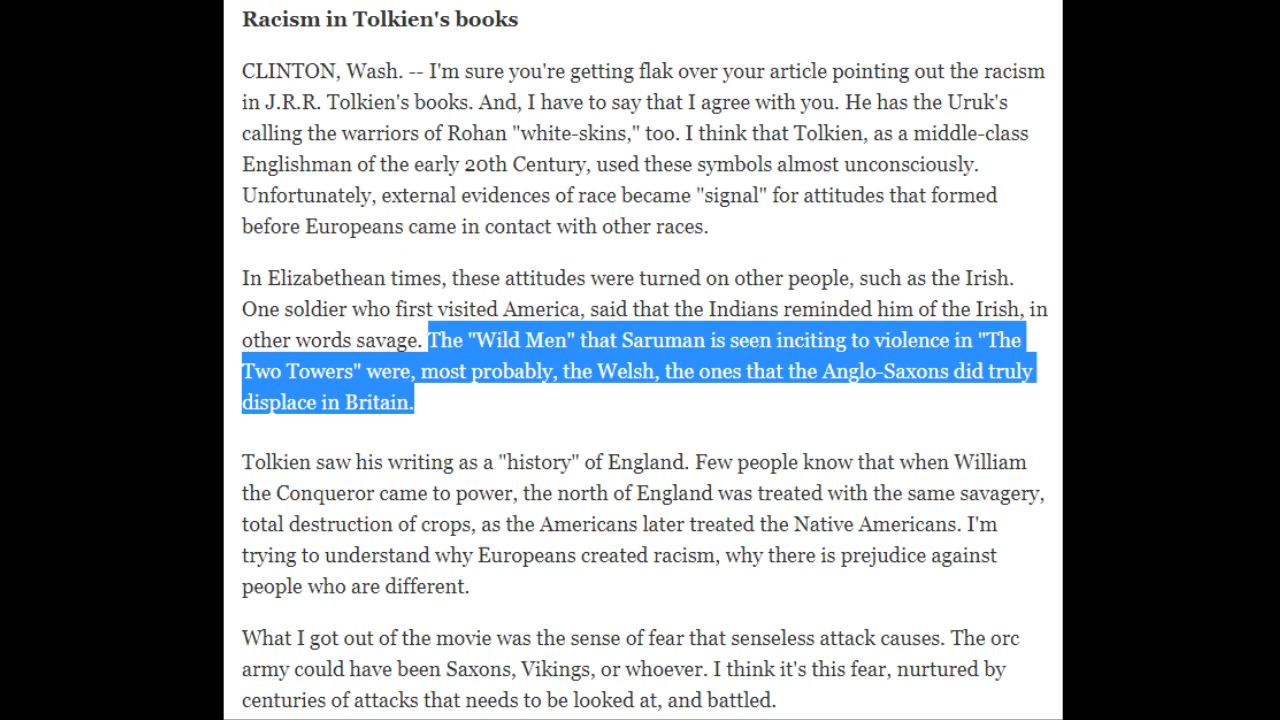 Racism in Tolkien's books
CLINTON, Wash. -- I'm sure you're getting flak over your article pointing out the racism
in J.R.R. Tolkien's books. And, I have to say that I agree with you. He has the Uruk's
calling the warriors of Rohan "white-skins," too. I think that Tolkien, as a middle-class
Englishman of the early 20th Century, used these symbols almost unconsciously.
Unfortunately, external evidences of race became "signal" for attitudes that formed
before Europeans came in contact with other races.
In Elizabethean times, these attitudes were turned on other people, such as the Irish.
One soldier who first visited America, said that the Indians reminded him of the Irish, in
other words savage. The "Wild Men" that Saruman is seen inciting to violence in "The
Two Towers" were, most probably, the Welsh, the ones that the Anglo-Saxons did truly
displace in Britain.
Tolkien saw his writing as a "history" of England. Few people know that when William
the Conqueror came to power, the north of England was treated with the same savagery,
total destruction of crops, as the Americans later treated the Native Americans. I'm
trying to understand why Europeans created racism, why there is prejudice against
people who are different.
What I got out of the movie was the sense of fear that senseless attack causes. The orc
army could have been Saxons, Vikings, or whoever. I think it's this fear, nurtured by
centuries of attacks that needs to be looked at, and battled.